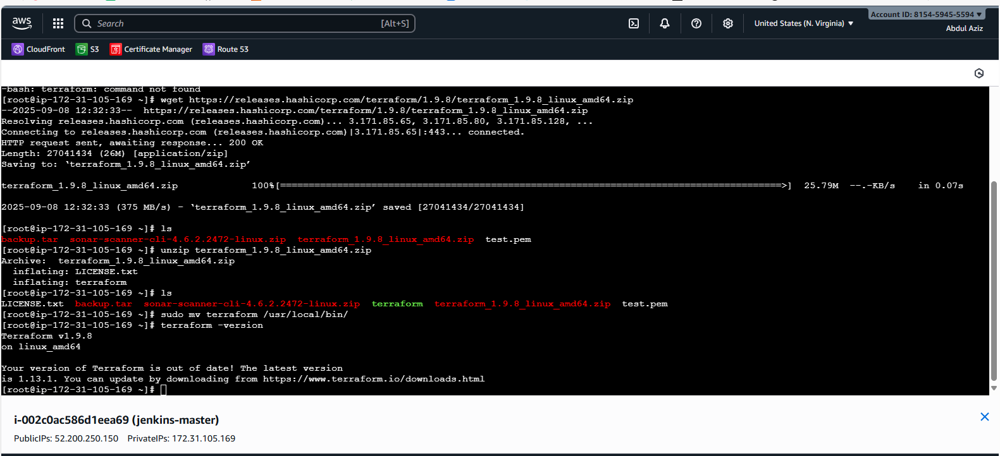 aws
Search
[Alt+S]
United States (N. Virginia)
Account ID: 8154-5945-5594
Abdul Aziz
CloudFront
S3
Certificate Manager
Route 53
-bash: terraform: command not found
[root@ip-172-31-105-169 ~]# wget https://releases.hashicorp.com/terraform/1.9.8/terraform_1.9.8_linux_amd64.zip
--2025-09-08 12:32:33--  https://releases.hashicorp.com/terraform/1.9.8/terraform_1.9.8_linux_amd64.zip
Resolving releases.hashicorp.com (releases.hashicorp.com)... 3.171.85.65, 3.171.85.80, 3.171.85.128, ...
Connecting to releases.hashicorp.com (releases.hashicorp.com)|3.171.85.65|:443... connected.
HTTP request sent, awaiting response... 200 OK
Length: 27041434 (26M) [application/zip]
Saving to: ‘terraform_1.9.8_linux_amd64.zip’
terraform_1.9.8_linux_amd64.zip             100%[========================================================================================>]  25.79M  --.-KB/s    in 0.07s
2025-09-08 12:32:33 (375 MB/s) - ‘terraform_1.9.8_linux_amd64.zip’ saved [27041434/27041434]
[root@ip-172-31-105-169 ~]# ls
backup.tar  sonar-scanner-cli-4.6.2.2472-linux.zip  terraform_1.9.8_linux_amd64.zip  test.pem
[root@ip-172-31-105-169 ~]# unzip terraform_1.9.8_linux_amd64.zip
Archive:  terraform_1.9.8_linux_amd64.zip
  inflating: LICENSE.txt
  inflating: terraform
[root@ip-172-31-105-169 ~]# ls
LICENSE.txt  backup.tar  sonar-scanner-cli-4.6.2.2472-linux.zip  terraform  terraform_1.9.8_linux_amd64.zip  test.pem
[root@ip-172-31-105-169 ~]# sudo mv terraform /usr/local/bin/
[root@ip-172-31-105-169 ~]# terraform -version
Terraform v1.9.8
on linux_amd64
Your version of Terraform is out of date! The latest version
is 1.13.1. You can update by downloading from https://www.terraform.io/downloads.html
[root@ip-172-31-105-169 ~]#
i-002c0ac586d1eea69 (jenkins-master)
PublicIPs: 52.200.250.150    PrivateIPs: 172.31.105.169